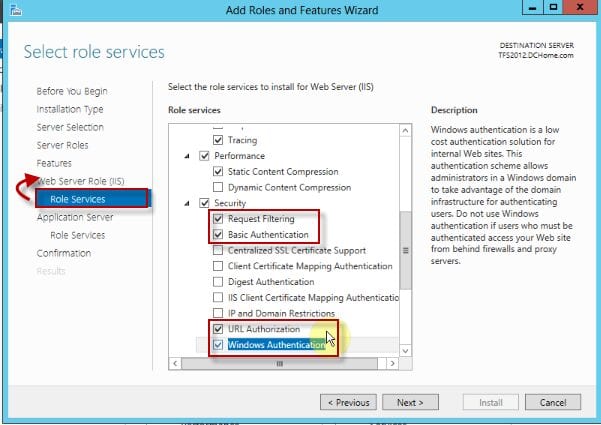 Add Roles and Features Wizard
Select role services
DESTINATION SERVER
TFS2012.DCHome.com
Before You Begin
Installation Type
Server Selection
Server Roles
Features
Web Server Role (IIS)
Role Services
Application Server
Role Services
Confirmation
Results
Select the role services to install for Web Server (IIS)
Role services
Tracing
Performance
Static Content Compression
Dynamic Content Compression
Security
Request Filtering
Basic Authentication
Centralized SSL Certificate Support
Client Certificate Mapping Authentication
Digest Authentication
IIS Client Certificate Mapping Authenticatio
IP and Domain Restrictions
URL Authorization
Windows Authentication
Description
Windows authentication is a low
cost authentication solution for
internal Web sites. This
authentication scheme allows
administrators in a Windows domain
to take advantage of the domain
infrastructure for authenticating
users. Do not use Windows
authentication if users who must be
authenticated access your Web site
from behind firewalls and proxy
servers.
< Previous
Next >
Install
Cancel